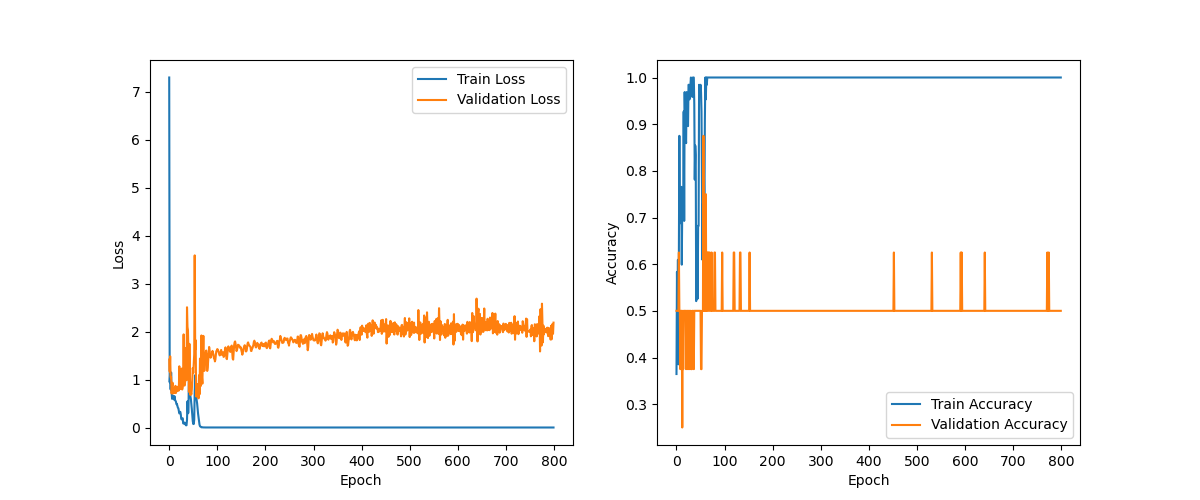 Train Loss
Validation Loss
7
6
5
4
3
2
1
0
Loss
0 100 200 300 400 500 600 700 800
Epoch
1.0
0.9
0.8
0.7
0.6
0.5
0.4
0.3
Accuracy
Train Accuracy
Validation Accuracy
0 100 200 300 400 500 600 700 800
Epoch